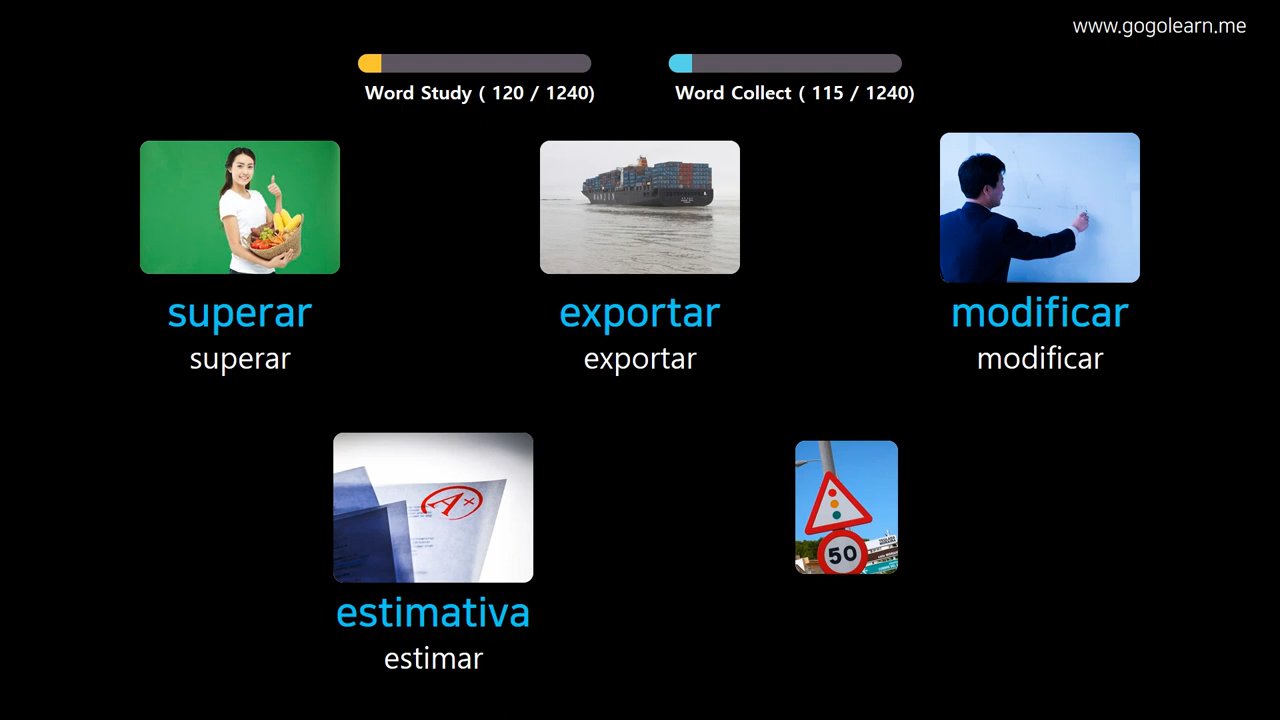 www.gogolearn.me
Word Study ( 120 / 1240)
Word Collect ( 115 / 1240)
superar
superar
exportar
exportar
modificar
modificar
A+
estimativa
estimar
50